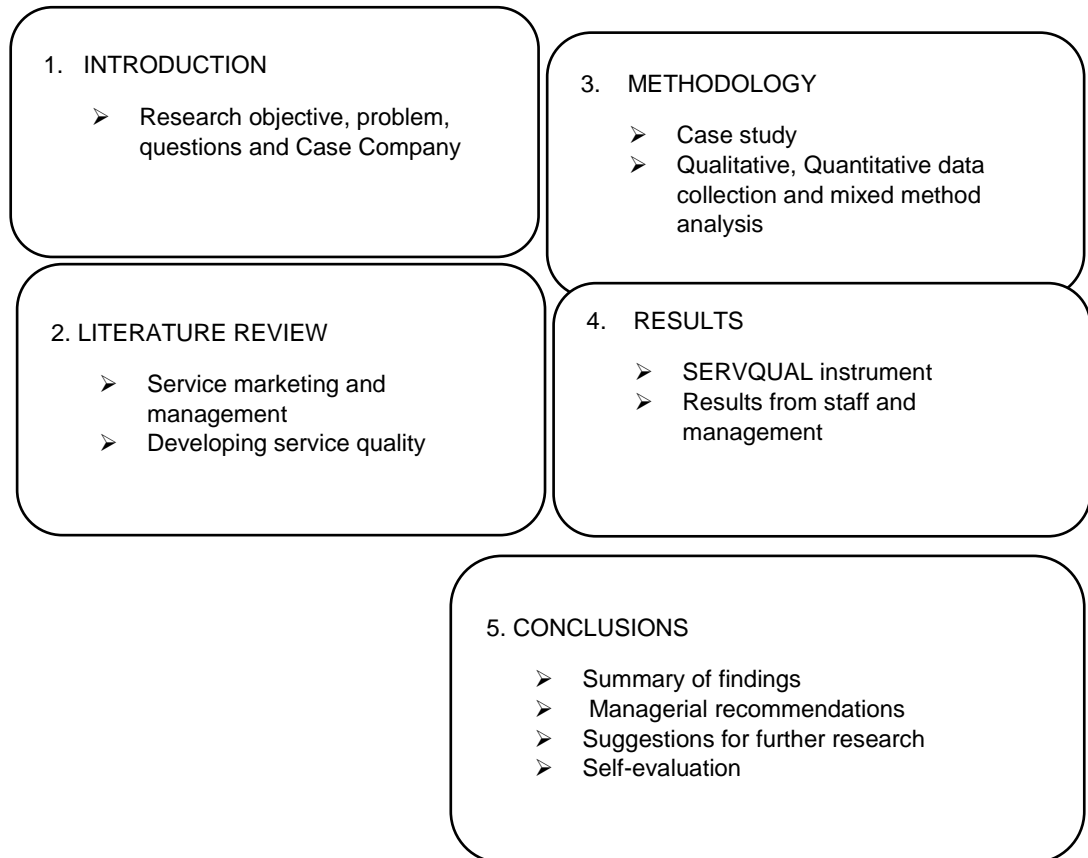 1. INTRODUCTION
➢ Research objective, problem,
questions and Case Company
2. LITERATURE REVIEW
➢ Service marketing and
management
➢ Developing service quality
3. METHODOLOGY
➢ Case study
➢ Qualitative, Quantitative data
collection and mixed method
analysis
4. RESULTS
➢ SERVQUAL instrument
➢ Results from staff and
management
5. CONCLUSIONS
➢ Summary of findings
➢ Managerial recommendations
➢ Suggestions for further research
➢ Self-evaluation